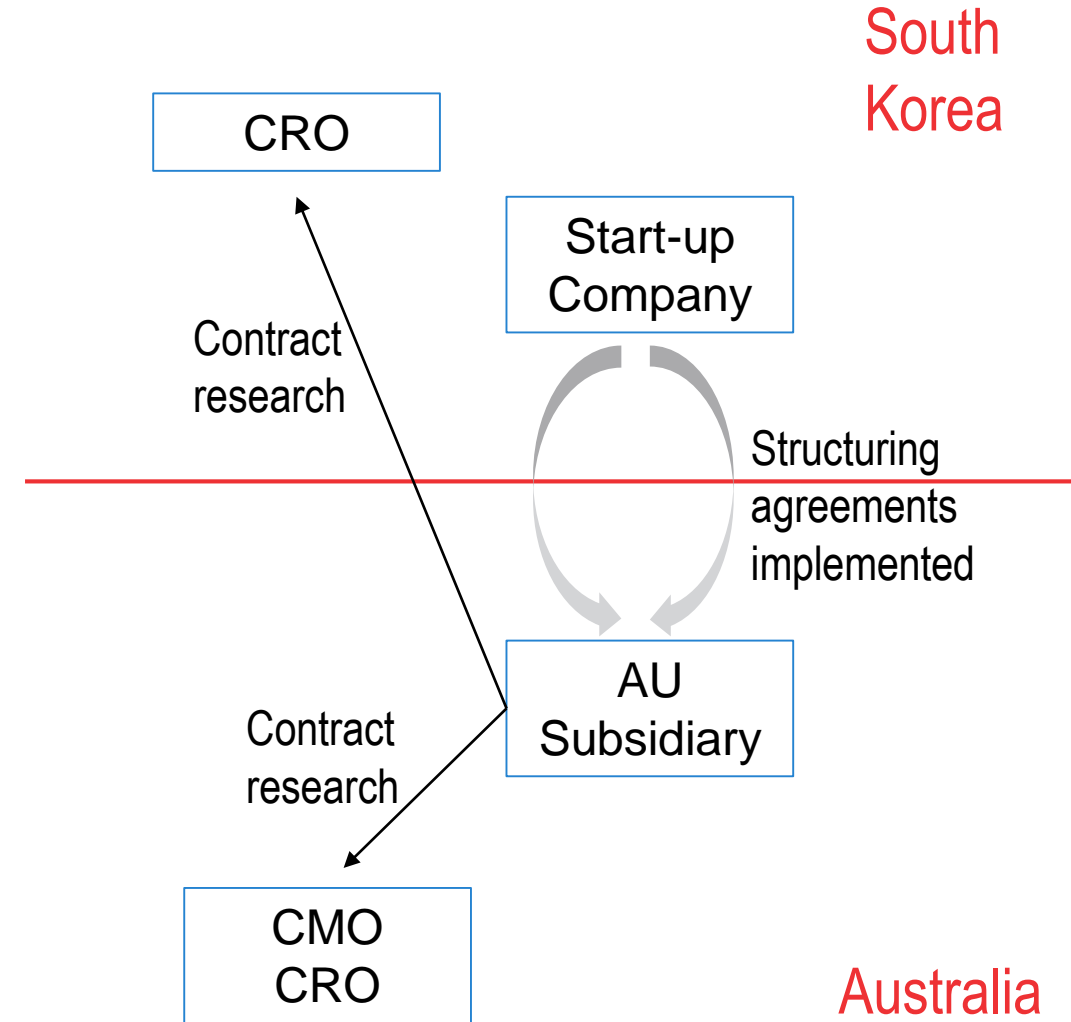 South
Korea
CRO
Start-up
Company
Contract
research
Structuring
agreements
implemented
AU
Subsidiary
Contract
research
CMO
CRO
Australia